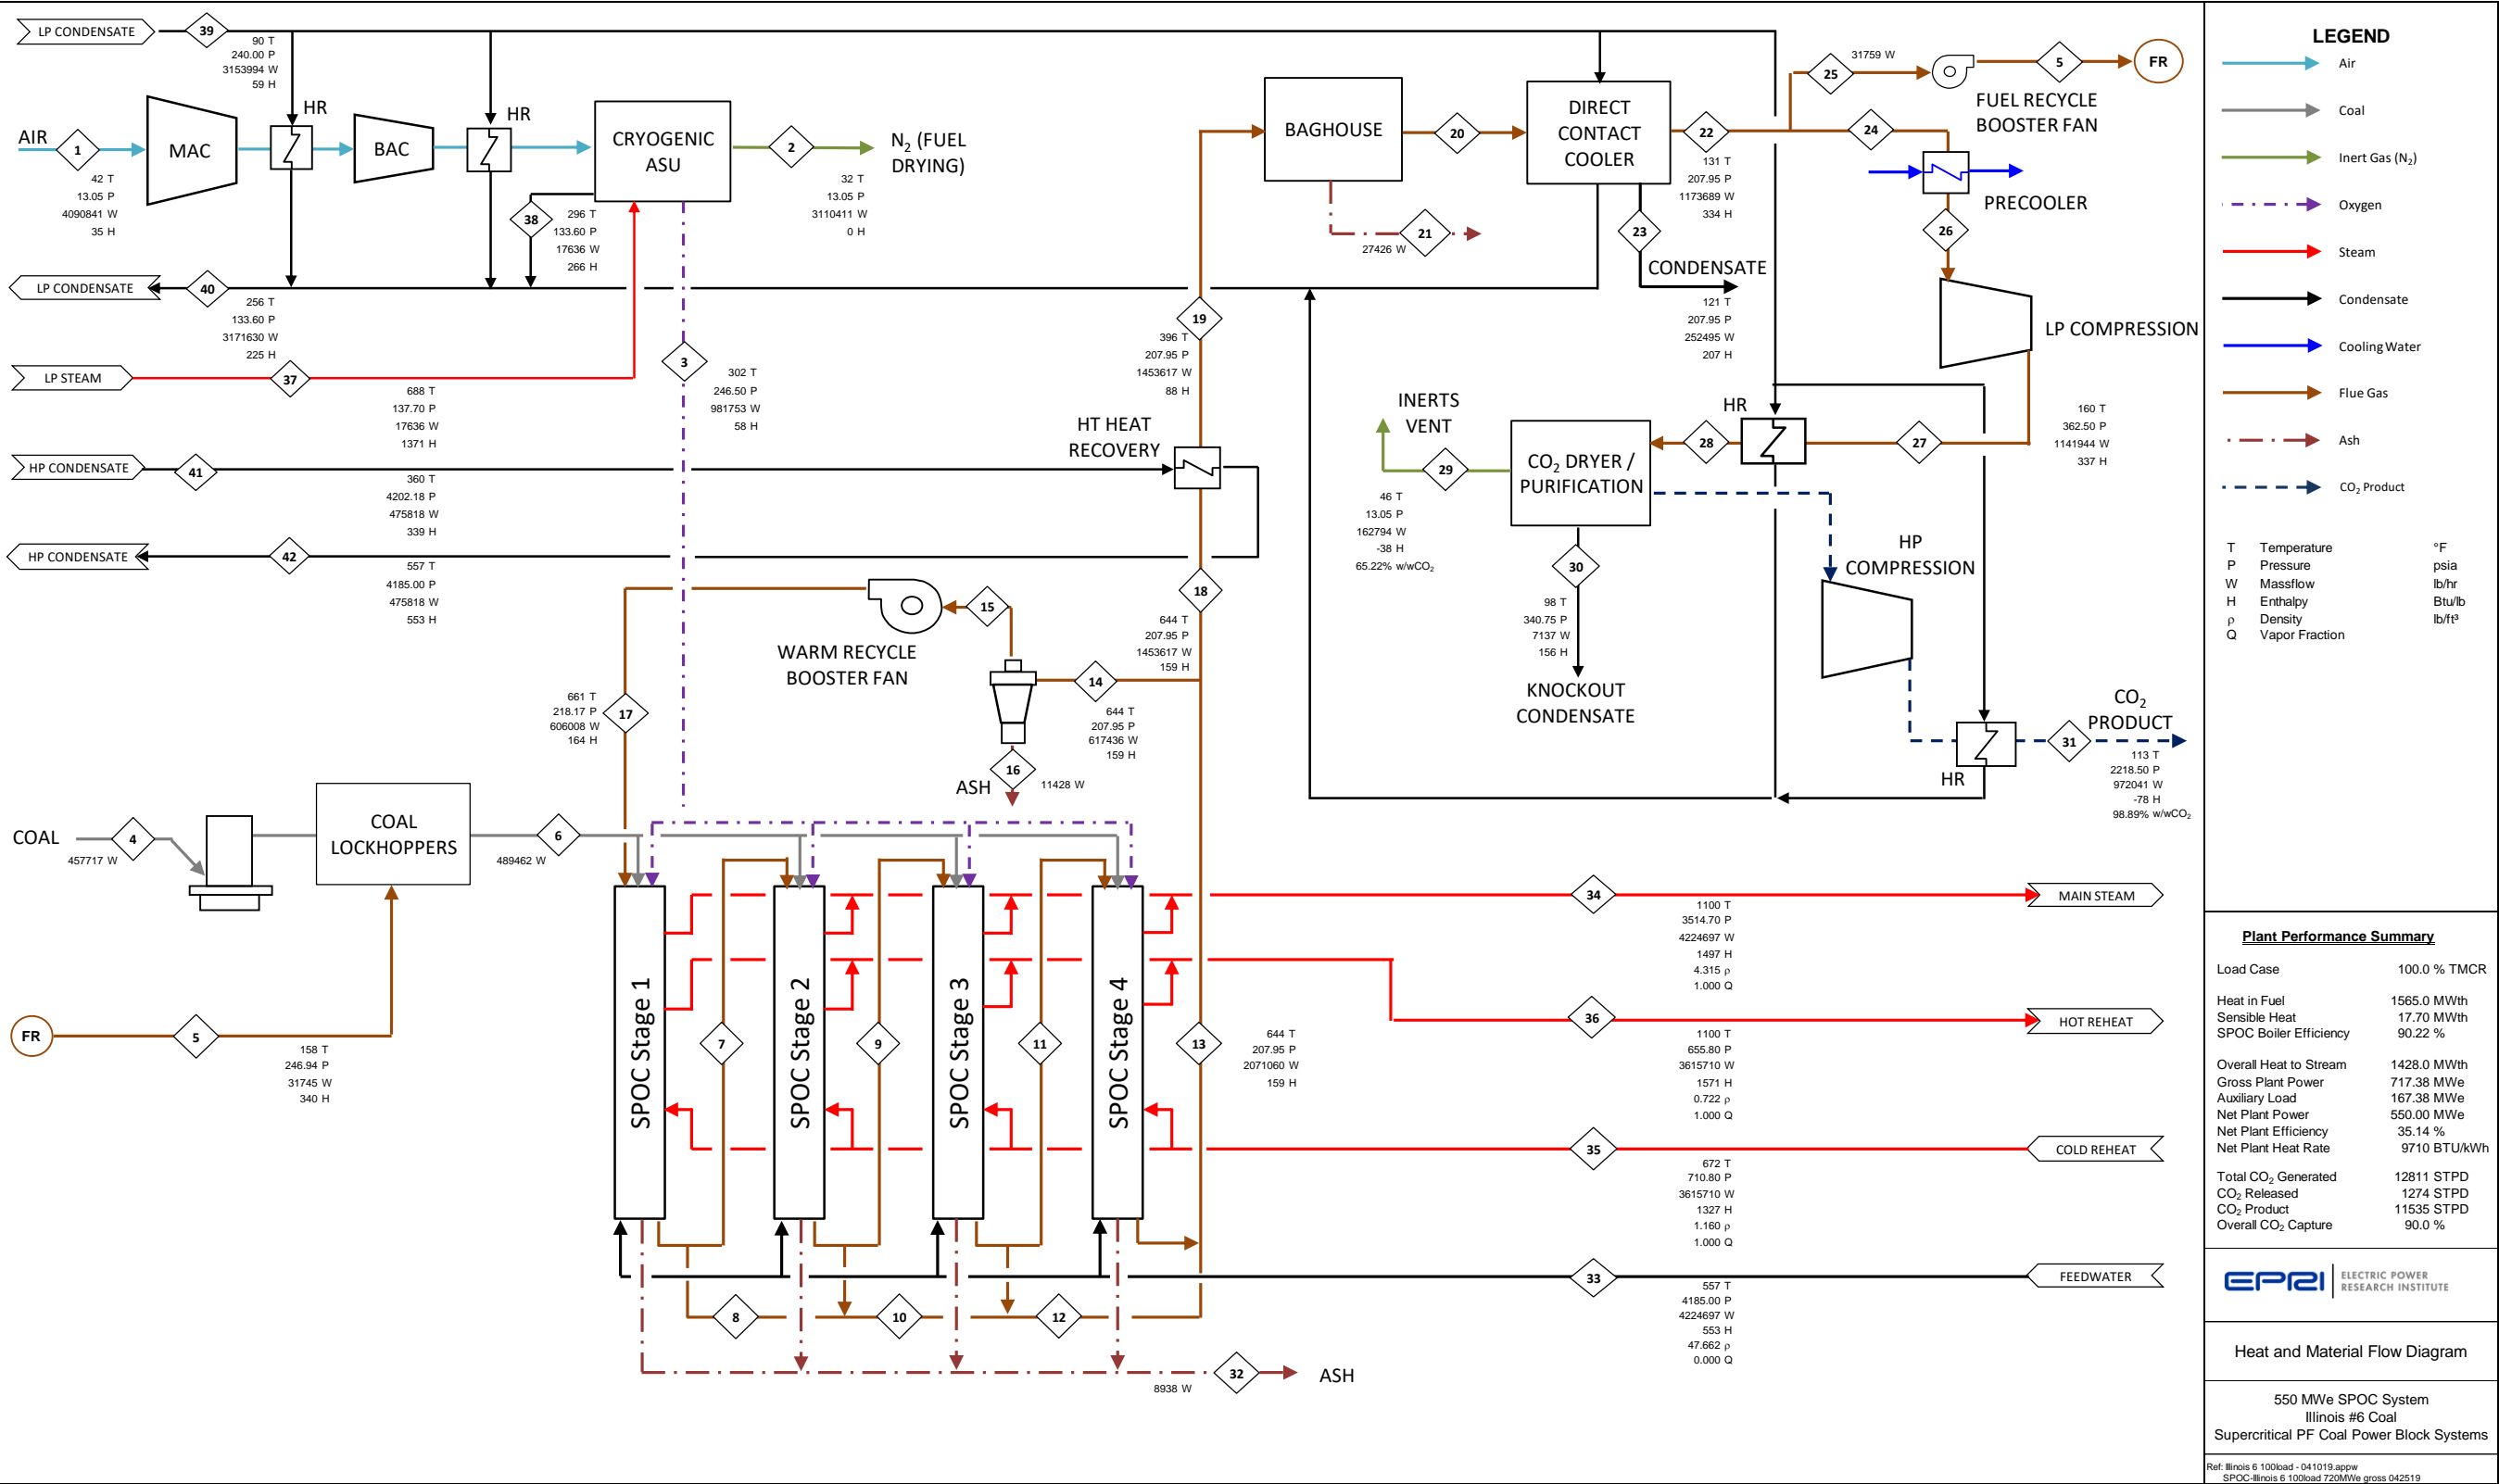 LP CONDENSATE
39
90 T
240.00 P
3153994 W
59 H
HR
HR
AIR
1
MAC
BAC
42 T
13.05 P
4090841 W
35 H
CRYOGENIC
ASU
2
N2 (FUEL
DRYING)
32 T
13.05 P
3110411 W
0 H
38
296 T
133.60 P
17636 W
266 H
LP CONDENSATE
40
256 T
133.60 P
3171630 W
225 H
LP STEAM
37
688 T
137.70 P
17636 W
1371 H
3
302 T
246.50 P
981753 W
58 H
HP CONDENSATE
41
360 T
4202.18 P
475818 W
339 H
HP CONDENSATE
42
557 T
4185.00 P
475818 W
553 H
BAGHOUSE
20
DIRECT
CONTACT
COOLER
21
27426 W
22
131 T
207.95 P
1173689 W
334 H
23
CONDENSATE
121 T
207.95 P
252495 W
207 H
25
31759 W
5
FR
FUEL RECYCLE
BOOSTER FAN
24
PRECOOLER
26
LP COMPRESSION
160 T
362.50 P
1141944 W
337 H
27
HR
28
19
396 T
207.95 P
1453617 W
88 H
HT HEAT
RECOVERY
18
644 T
207.95 P
1453617 W
159 H
INERTS
VENT
29
46 T
13.05 P
162794 W
-38 H
65.22% w/wCO2
CO2 DRYER /
PURIFICATION
30
98 T
340.75 P
7137 W
156 H
KNOCKOUT
CONDENSATE
HP
COMPRESSION
HR
31
CO2
PRODUCT
113 T
2218.50 P
972041 W
-78 H
98.89% w/wCO2
15
WARM RECYCLE
BOOSTER FAN
14
644 T
207.95 P
617436 W
159 H
16
ASH
11428 W
661 T
218.17 P
606008 W
164 H
17
COAL
4
457717 W
COAL
LOCKHOPPERS
6
489462 W
FR
5
158 T
246.94 P
31745 W
340 H
SPOC Stage 1
SPOC Stage 2
SPOC Stage 3
SPOC Stage 4
7
9
11
13
644 T
207.95 P
2071060 W
159 H
8
10
12
32
8938 W
ASH
34
MAIN STEAM
1100 T
3514.70 P
4224697 W
1497 H
4.315 ρ
1.000 Q
36
HOT REHEAT
1100 T
655.80 P
3615710 W
1571 H
0.722 ρ
1.000 Q
35
COLD REHEAT
672 T
710.80 P
3615710 W
1327 H
1.160 ρ
1.000 Q
33
FEEDWATER
557 T
4185.00 P
4224697 W
553 H
47.662 ρ
0.000 Q
LEGEND
Air
Coal
Inert Gas (N2)
Oxygen
Steam
Condensate
Cooling Water
Flue Gas
Ash
CO2 Product
T Temperature °F
P Pressure psia
W Massflow lb/hr
H Enthalpy Btu/lb
ρ Density lb/ft³
Q Vapor Fraction
Plant Performance Summary
Load Case 100.0 % TMCR
Heat in Fuel 1565.0 MWth
Sensible Heat 17.70 MWth
SPOC Boiler Efficiency 90.22 %
Overall Heat to Stream 1428.0 MWth
Gross Plant Power 717.38 MWe
Auxiliary Load 167.38 MWe
Net Plant Power 550.00 MWe
Net Plant Efficiency 35.14 %
Net Plant Heat Rate 9710 BTU/kWh
Total CO2 Generated 12811 STPD
CO2 Released 1274 STPD
CO2 Product 11535 STPD
Overall CO2 Capture 90.0 %
EPRI
ELECTRIC POWER
RESEARCH INSTITUTE
Heat and Material Flow Diagram
550 MWe SPOC System
Illinois #6 Coal
Supercritical PF Coal Power Block Systems
Ref: Illinois 6 100load - 041019.appw
SPOC-Illinois 6 100load 720MWe gross 042519